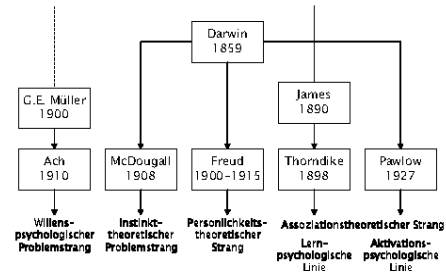 Darwin
1859
G.E. Müller
1900
James
1890
Ach
1910
McDougall
1908
Freud
1900-1915
Thorndike
1898
Pawlow
1927
Willens-
psychologischer
Problemstrang
Instinkt-
theoretischer
Problemstrang
Persönlichkeits-
theoretischer
Strang
Assoziationstheoretischer Strang
Lern-
psychologische
Linie
Aktivations-
psychologische
Linie